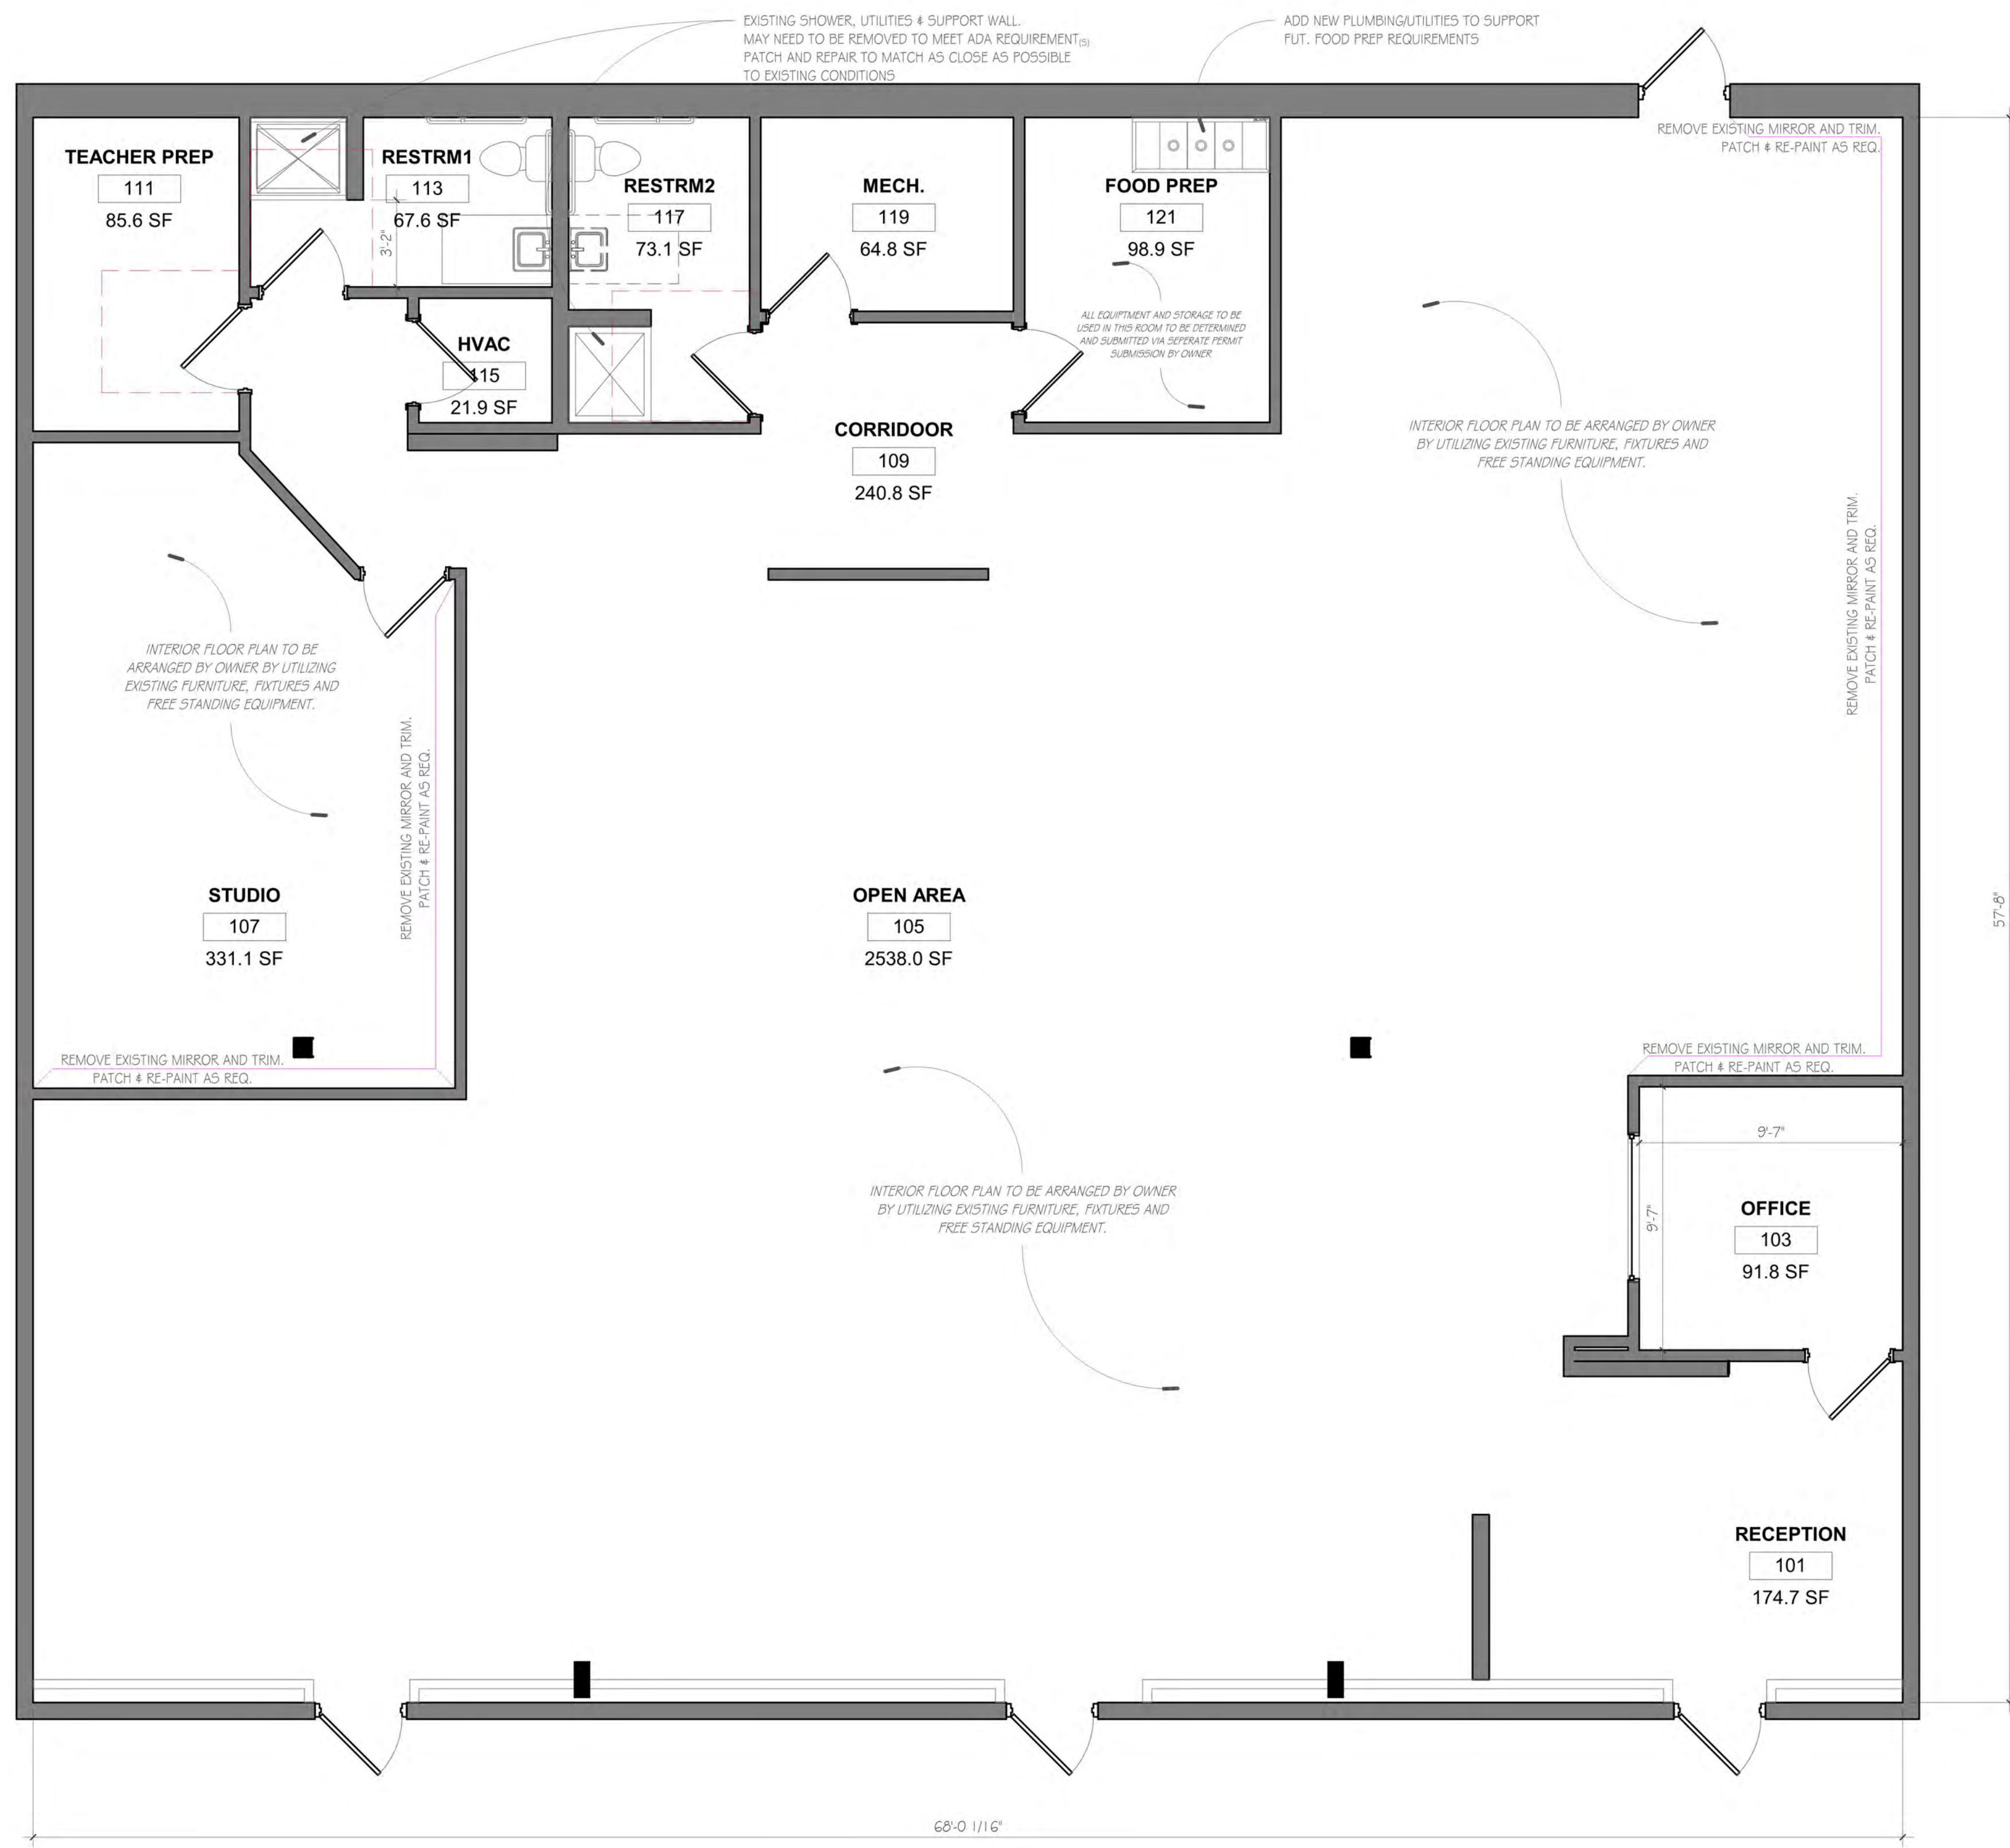 EXISTING SHOWER, UTILITIES & SUPPORT WALL.
MAY NEED TO BE REMOVED TO MEET ADA REQUIREMENT(S)
PATCH AND REPAIR TO MATCH AS CLOSE AS POSSIBLE
TO EXISTING CONDITIONS
ADD NEW PLUMBING/UTILITIES TO SUPPORT
FUT. FOOD PREP REQUIREMENTS
REMOVE EXISTING MIRROR AND TRIM.
PATCH & RE-PAINT AS REQ.
TEACHER PREP
111
85.6 SF
RESTRM1
113
67.6 SF
3'-2"
RESTRM2
117
73.1 SF
MECH.
119
64.8 SF
FOOD PREP
121
98.9 SF
ALL EQUIPTMENT AND STORAGE TO BE
USED IN THIS ROOM TO BE DETERMINED
AND SUBMITTED VIA SEPERATE PERMIT
SUBMISSION BY OWNER
HVAC
115
21.9 SF
CORRIDOOR
109
240.8 SF
INTERIOR FLOOR PLAN TO BE ARRANGED BY OWNER
BY UTILIZING EXISTING FURNITURE, FIXTURES AND
FREE STANDING EQUIPMENT.
REMOVE EXISTING MIRROR AND TRIM.
PATCH & RE-PAINT AS REQ.
INTERIOR FLOOR PLAN TO BE
ARRANGED BY OWNER BY UTILIZING
EXISTING FURNITURE, FIXTURES AND
FREE STANDING EQUIPMENT.
REMOVE EXISTING MIRROR AND TRIM.
PATCH & RE-PAINT AS REQ.
STUDIO
107
331.1 SF
OPEN AREA
105
2538.0 SF
57'-8"
REMOVE EXISTING MIRROR AND TRIM.
PATCH & RE-PAINT AS REQ.
REMOVE EXISTING MIRROR AND TRIM.
PATCH & RE-PAINT AS REQ.
9'-7"
9'-7"
OFFICE
103
91.8 SF
INTERIOR FLOOR PLAN TO BE ARRANGED BY OWNER
BY UTILIZING EXISTING FURNITURE, FIXTURES AND
FREE STANDING EQUIPMENT.
RECEPTION
101
174.7 SF
68'-0 1/16"